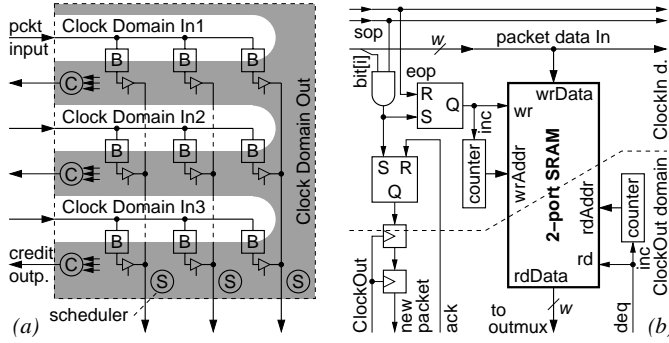 pckt
input
Clock Domain In1
B B B
C
Clock Domain In2
B B B
C
Clock Domain In3
B B B
credit
outp.
C
S S S
scheduler
Clock Domain Out
(a)
sop
w
packet data In
bit[i]
eop
R
S
Q
inc
counter
wrData
wr
wrAddr
2-port SRAM
rdAddr
rd
rdData
S R
Q
counter
inc
ClockIn d.
ClockOut domain
ClockOut
new
packet
ack
to
outmux
w
deq
(b)